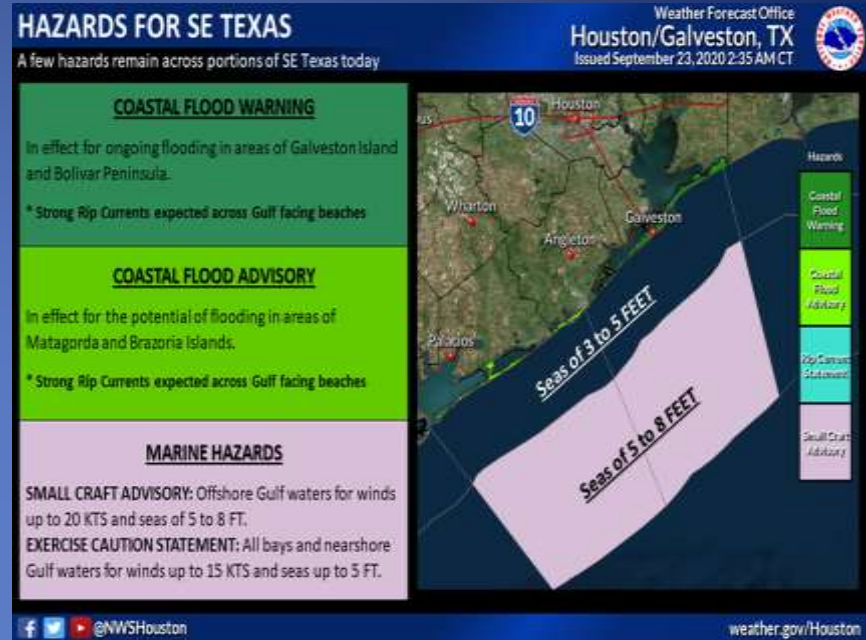 HAZARDS FOR SE TEXAS
A few hazards remain across portions of SE Texas today
Weather Forecast Office
Houston/Galveston, TX
Issued September 23, 2020 2:35 AM CT
COASTAL FLOOD WARNING
In effect for ongoing flooding in areas of Galveston Island
and Bolivar Peninsula.
* Strong Rip Currents expected across Gulf facing beaches
COASTAL FLOOD ADVISORY
In effect for the potential of flooding in areas of
Matagorda and Brazoria Islands.
* Strong Rip Currents expected across Gulf facing beaches
MARINE HAZARDS
SMALL CRAFT ADVISORY: Offshore Gulf waters for winds
up to 20 KTS and seas of 5 to 8 FT.
EXERCISE CAUTION STATEMENT: All bays and nearshore
Gulf waters for winds up to 15 KTS and seas up to 5 FT.
Houston
10
Wharton
Galveston
Angleton
Palacios
Seas of 3 to 5 FEET
Seas of 5 to 8 FEET
Hazards
Coastal
Flood
Warning
Coastal
Flood
Advisory
Rip Current
Statement
Small Craft
Advisory
@NWSHouston
weather.gov/Houston